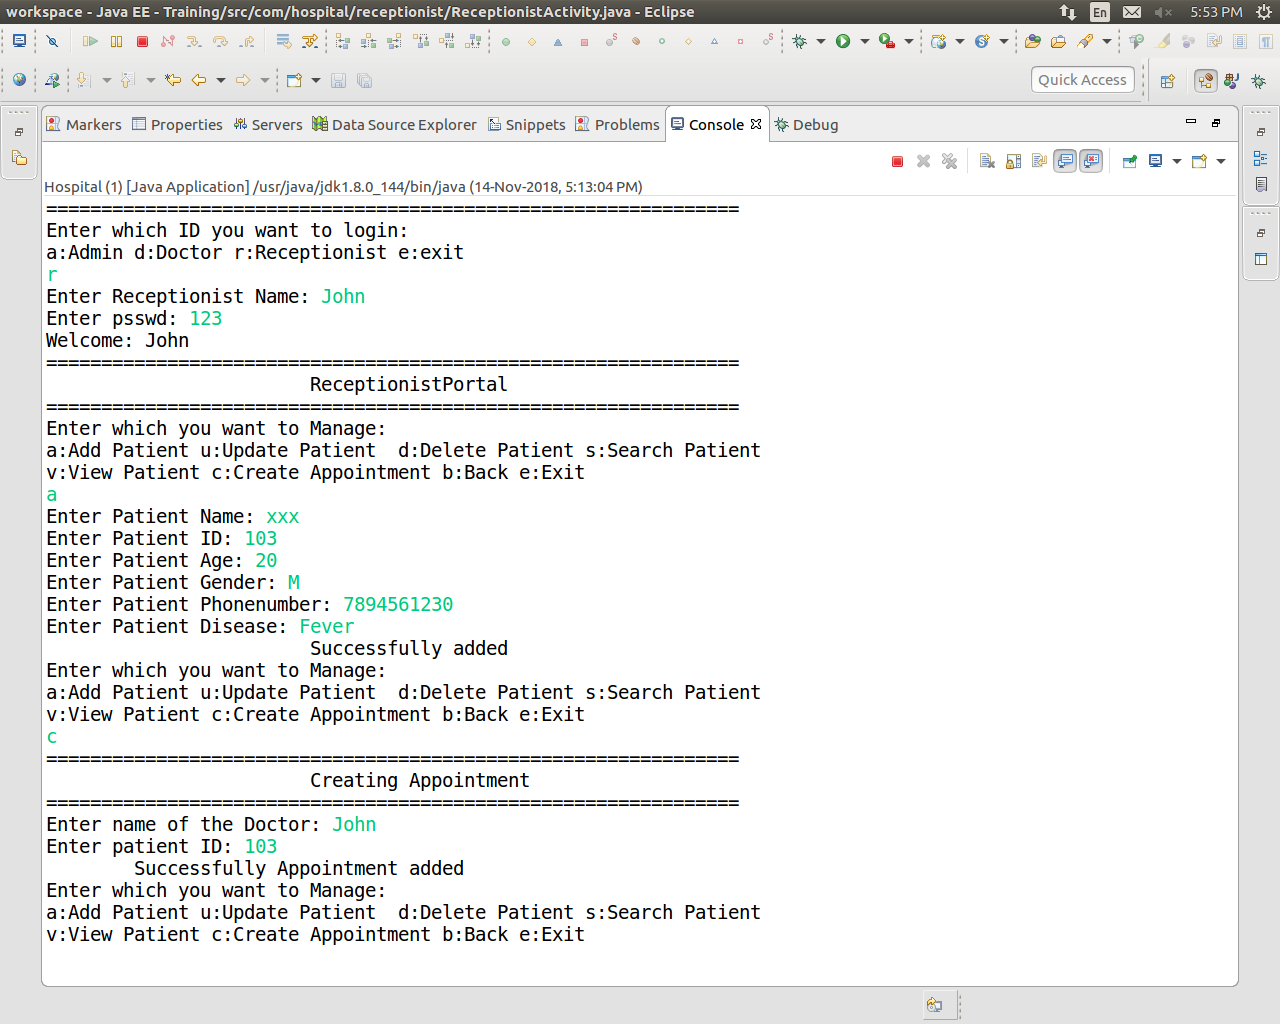 workspace - Java EE - Training/src/com/hospital/receptionist/ReceptionistActivity.java - Eclipse
En
5:53 PM
Quick Access
Markers Properties Servers Data Source Explorer Snippets Problems Console Debug
Hospital (1) [Java Application] /usr/java/jdk1.8.0_144/bin/java (14-Nov-2018, 5:13:04 PM)
===============================================================
Enter which ID you want to login:
a:Admin d:Doctor r:Receptionist e:exit
r
Enter Receptionist Name: John
Enter psswd: 123
Welcome: John
===============================================================
ReceptionistPortal
===============================================================
Enter which you want to Manage:
a:Add Patient u:Update Patient  d:Delete Patient s:Search Patient
v:View Patient c:Create Appointment b:Back e:Exit
a
Enter Patient Name: xxx
Enter Patient ID: 103
Enter Patient Age: 20
Enter Patient Gender: M
Enter Patient Phonenumber: 7894561230
Enter Patient Disease: Fever
Successfully added
Enter which you want to Manage:
a:Add Patient u:Update Patient  d:Delete Patient s:Search Patient
v:View Patient c:Create Appointment b:Back e:Exit
c
===============================================================
Creating Appointment
===============================================================
Enter name of the Doctor: John
Enter patient ID: 103
Successfully Appointment added
Enter which you want to Manage:
a:Add Patient u:Update Patient  d:Delete Patient s:Search Patient
v:View Patient c:Create Appointment b:Back e:Exit